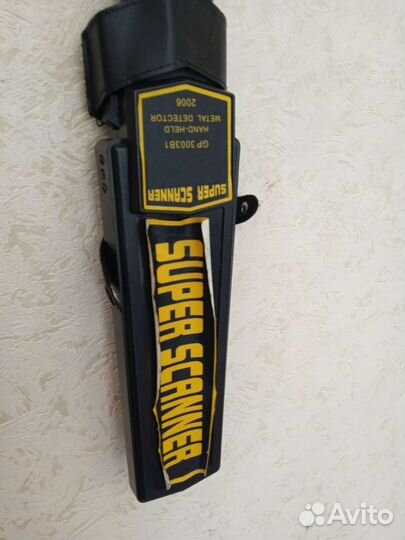 SUPER SCANNER
GP 3003B1
HAND-HELD
METAL DETECTOR
2006
SUPER SCANNER
Avito